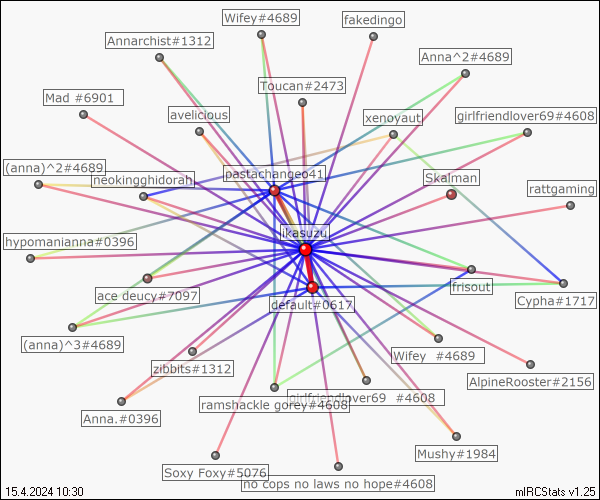 Wifey#4689
fakedingo
Annarchist#1312
Anna^2#4689
Toucan#2473
Mad #6901
avelicious
xenoyaut
girlfriendlover69#4608
(anna)^2#4689
neokingghidorah
pastachangeo41
Skalman
rattgaming
ikasuzu
hypomanianna#0396
ace deucy#7097
frisout
Cypha#1717
default#0617
(anna)^3#4689
zibbits#1312
Wifey  #4689
AlpineRooster#2156
Anna.#0396
ramshackle gorey#4608
girlfriendlover69  #4608
Mushy#1984
Soxy Foxy#5076
no cops no laws no hope#4608
15.4.2024 10:30
mIRCStats v1.25